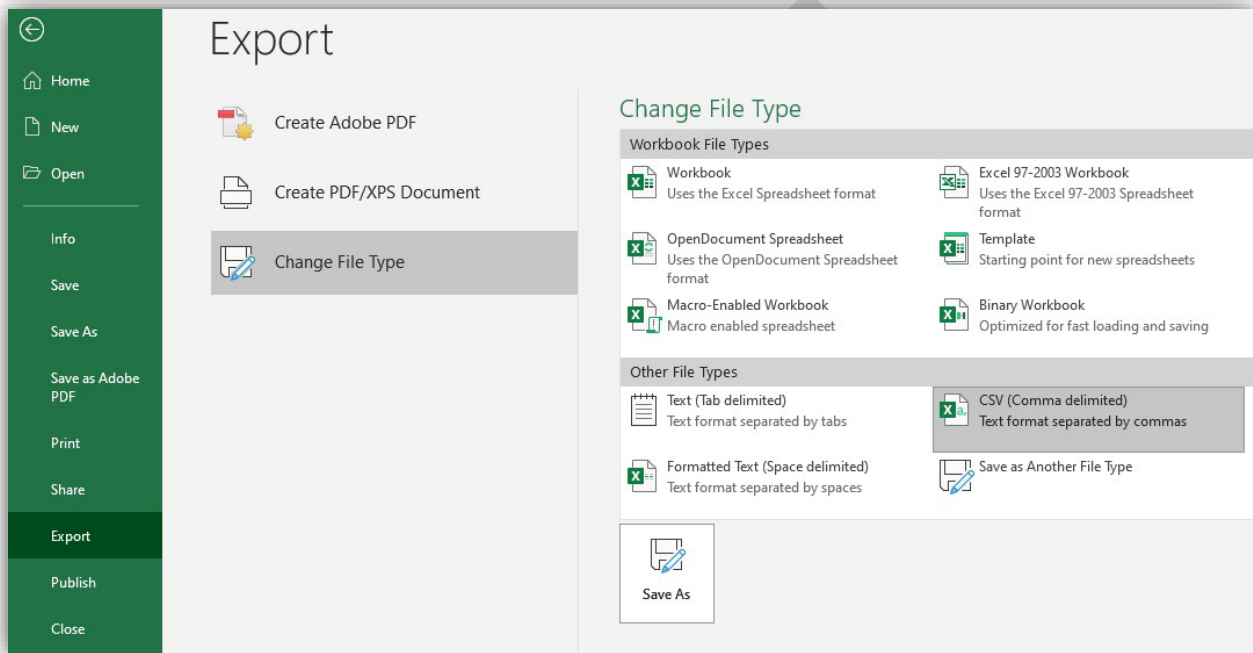 Export
Home
New
Open
Info
Save
Save As
Save as Adobe
PDF
Print
Share
Export
Publish
Close
Create Adobe PDF
Create PDF/XPS Document
Change File Type
Change File Type
Workbook File Types
Workbook
Uses the Excel Spreadsheet format
Excel 97-2003 Workbook
Uses the Excel 97-2003 Spreadsheet
format
OpenDocument Spreadsheet
Uses the OpenDocument Spreadsheet
format
Template
Starting point for new spreadsheets
Macro-Enabled Workbook
Macro enabled spreadsheet
Binary Workbook
Optimized for fast loading and saving
Other File Types
Text (Tab delimited)
Text format separated by tabs
CSV (Comma delimited)
Text format separated by commas
Formatted Text (Space delimited)
Text format separated by spaces
Save as Another File Type
Save As